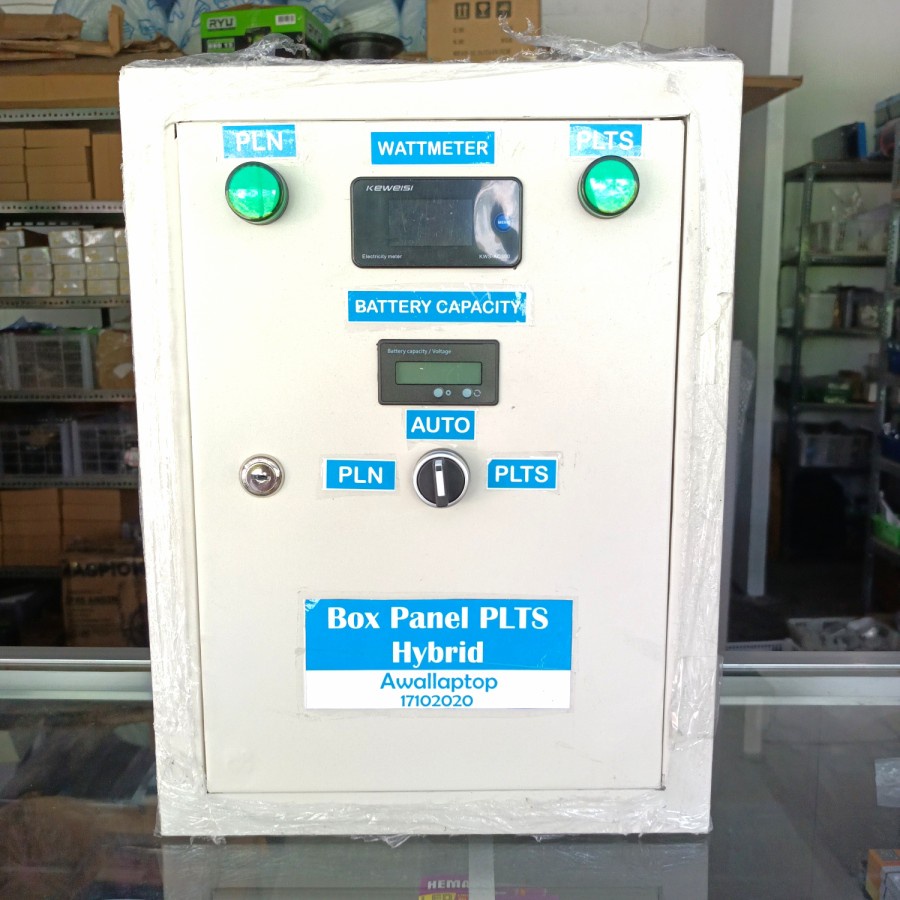 RYU
PLN
WATTMETER
PLTS
KEWEISI
Electricity meter
BATTERY CAPACITY
Battery capacity / Voltage
AUTO
PLN
PLTS
Box Panel PLTS
Hybrid
Awallaptop
17102020
HEMA